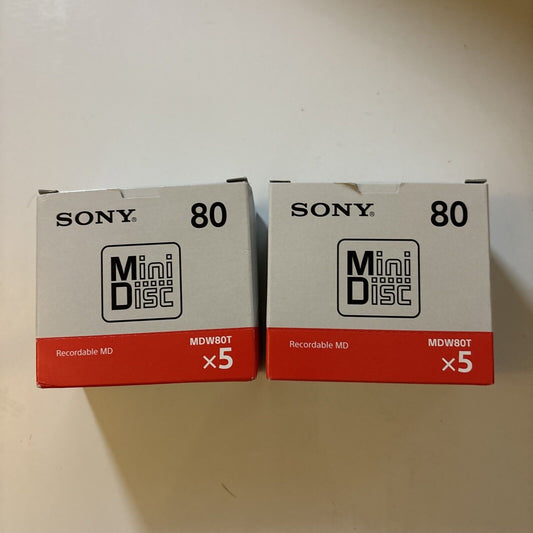 SONY® 80
Mini
Disc
Recordable MD
MDW80T
×5
SONY® 80
Mini
Disc
Recordable MD
MDW80T
×5